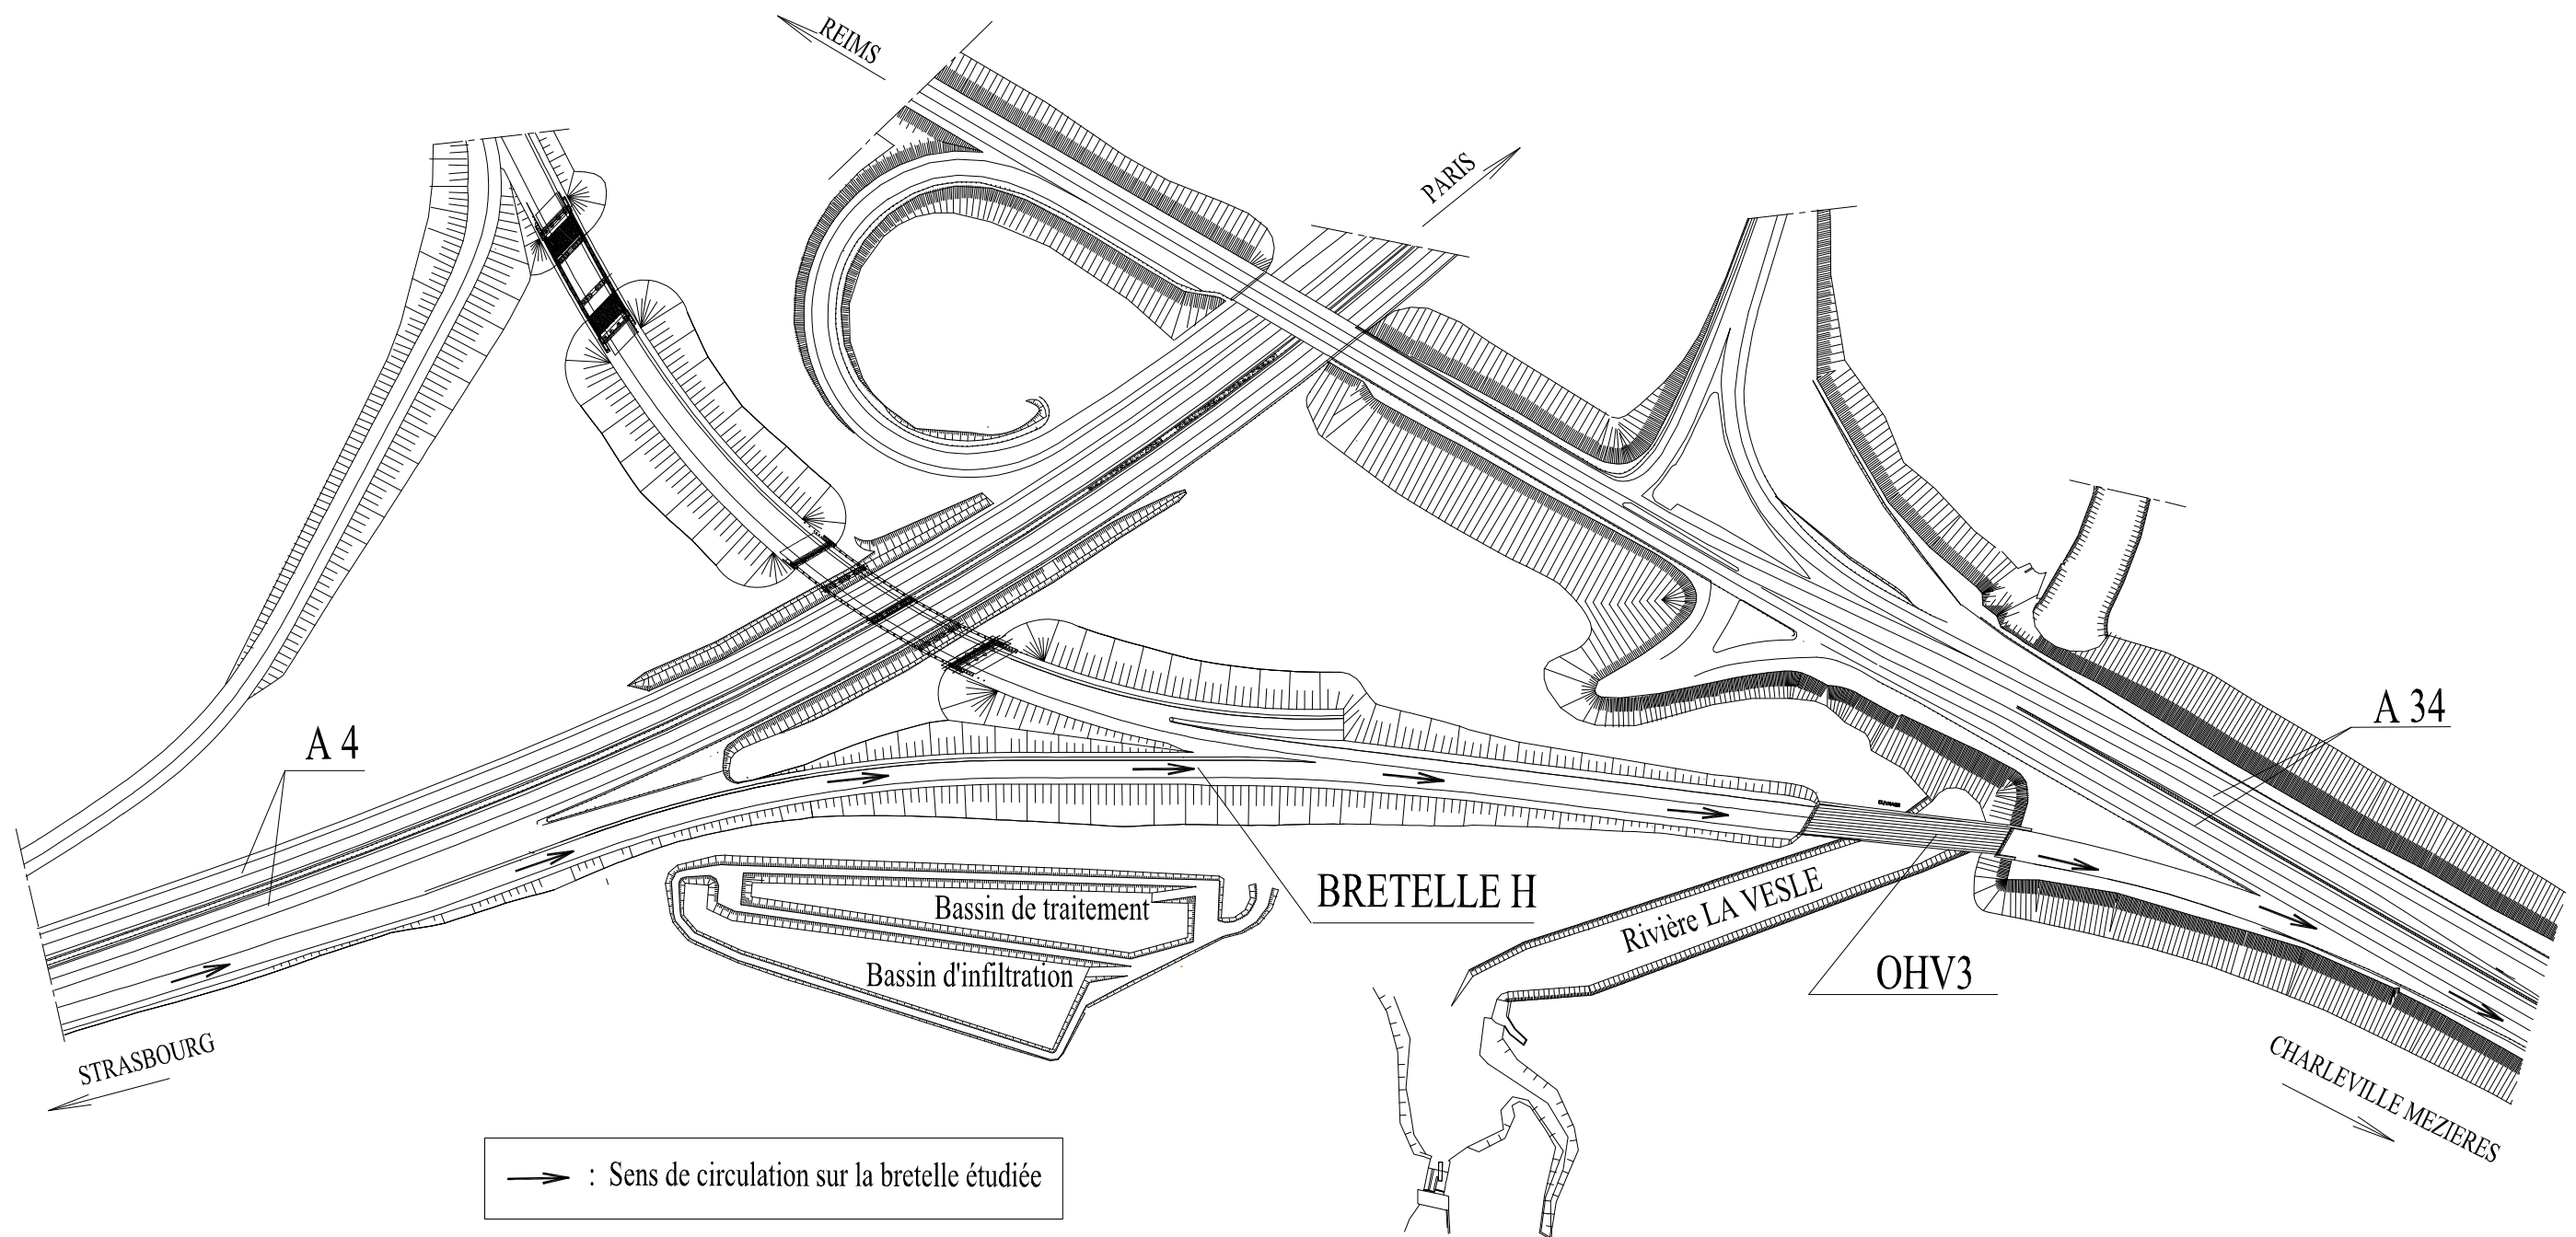 REIMS
PARIS
A 4
A 34
BRETELLE H
Bassin de traitement
Rivière LA VESLE
Bassin d'infiltration
OHV3
STRASBOURG
CHARLEVILLE MEZIERES
: Sens de circulation sur la bretelle étudiée